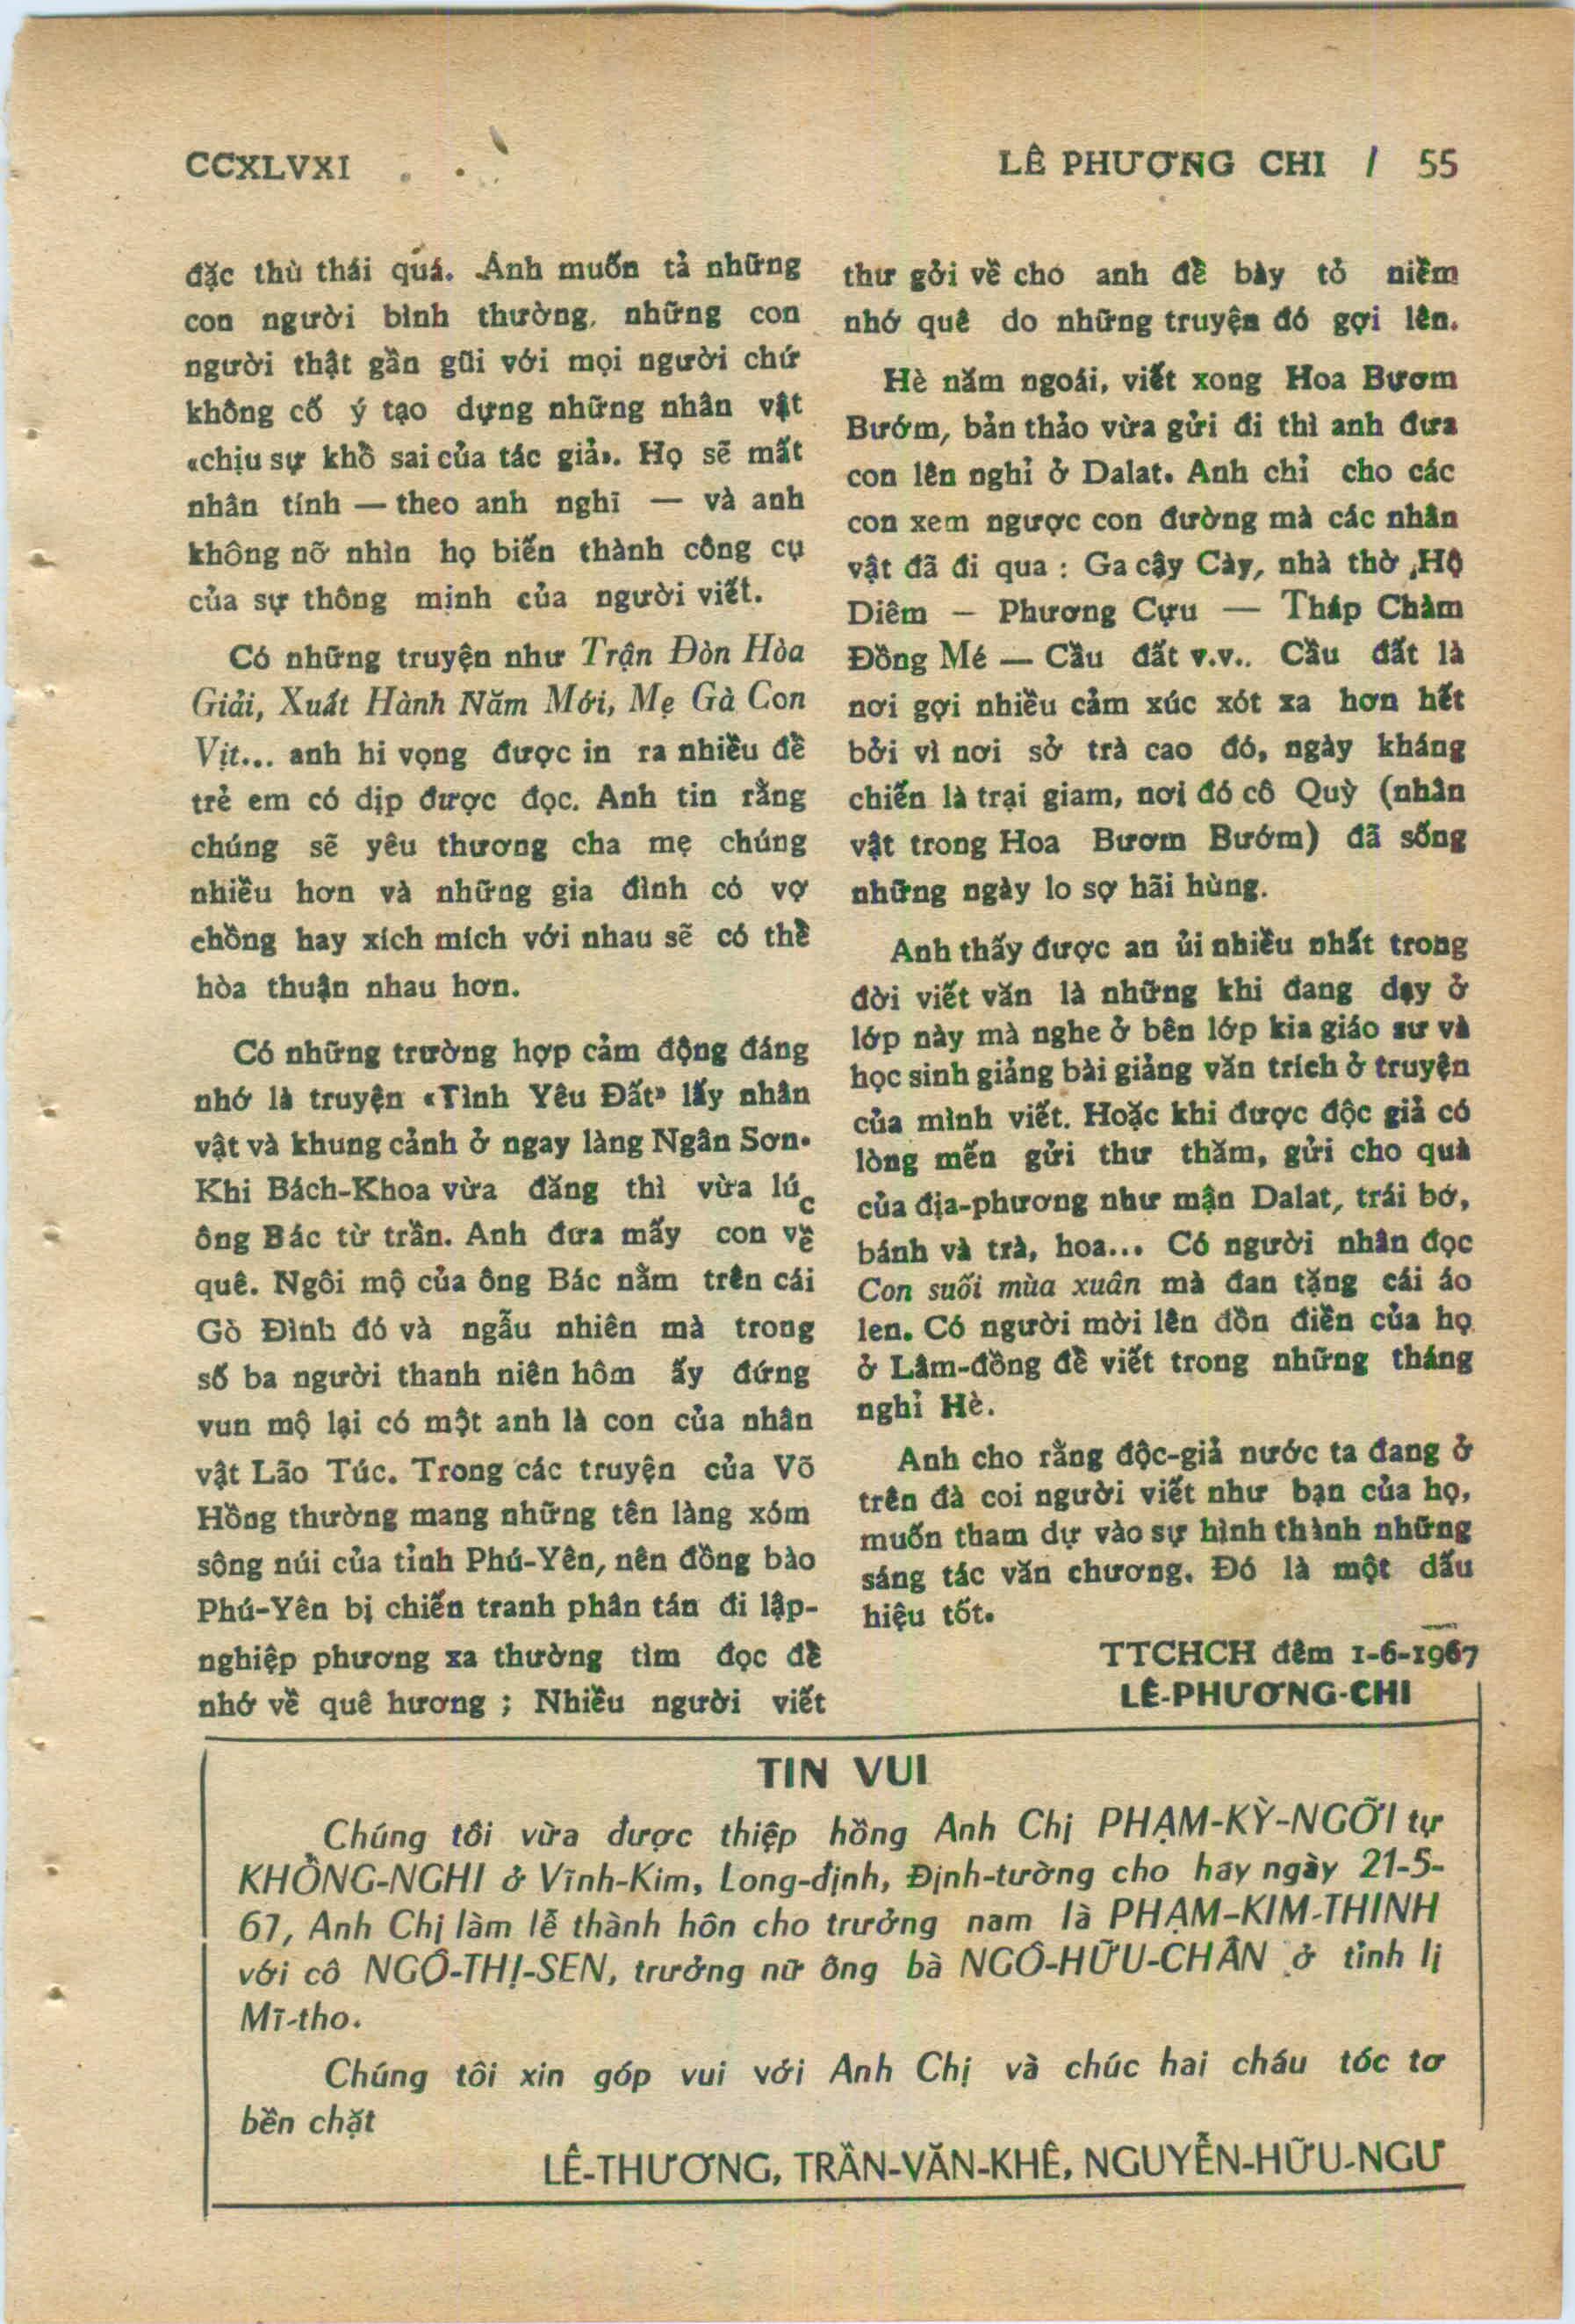 CCXLVXI
LÊ PHƯƠNG CHI / 55
đặc thù thái quá. Anh muốn tả những
con người bình thường, những con
người thật gần gũi với mọi người chứ
không cố ý tạo dựng những nhân vật
«chịu sự khổ sai của tác giả». Họ sẽ mất
nhân tính — theo anh nghĩ — và anh
không nỡ nhìn họ biến thành công cụ
của sự thông minh của người viết.
Có những truyện như Trận Đòn Hòa
Giải, Xuất Hành Năm Mới, Mẹ Gà Con
Vịt... anh hi vọng được in ra nhiều để
trẻ em có dịp được đọc. Anh tin rằng
chúng sẽ yêu thương cha mẹ chúng
nhiều hơn và những gia đình có vợ
chồng hay xích mích với nhau sẽ có thể
hòa thuận nhau hơn.
Có những trường hợp cảm động đáng
nhớ là truyện «Tình Yêu Đất» lấy nhân
vật và khung cảnh ở ngay làng Ngân Sơn.
Khi Bách-Khoa vừa đăng thì vừa lúc
ông Bác từ trần. Anh đưa mấy con về
quê. Ngôi mộ của ông Bác nằm trên cái
Gò Đình đó và ngẫu nhiên mà trong
số ba người thanh niên hôm ấy đứng
vun mộ lại có một anh là con của nhân
vật Lão Túc. Trong các truyện của Võ
Hồng thường mang những tên làng xóm
sông núi của tỉnh Phú-Yên, nên đồng bào
Phú-Yên bị chiến tranh phân tán đi lập-
nghiệp phương xa thường tìm đọc để
nhớ về quê hương ; Nhiều người viết
thư gởi về cho anh để bày tỏ niềm
nhớ quê do những truyện đó gợi lên.
Hè năm ngoái, viết xong Hoa Bươm
Bướm, bản thảo vừa gửi đi thì anh đưa
con lên nghỉ ở Dalat. Anh chỉ cho các
con xem ngược con đường mà các nhân
vật đã đi qua : Ga cậy Cày, nhà thờ Hộ
Diêm — Phương Cựu — Tháp Chàm
Đồng Mé — Cầu đất v.v.. Cầu đất là
nơi gợi nhiều cảm xúc xót xa hơn hết
bởi vì nơi sở trà cao đó, ngày kháng
chiến là trại giam, nơi đó cô Quỳ (nhân
vật trong Hoa Bươm Bướm) đã sống
những ngày lo sợ hãi hùng.
Anh thấy được an ủi nhiều nhất trong
đời viết văn là những khi đang dạy ở
lớp này mà nghe ở bên lớp kia giáo sư và
học sinh giảng bài giảng văn trích ở truyện
của mình viết. Hoặc khi được độc giả có
lòng mến gửi thư thăm, gửi cho quà
của địa-phương như mận Dalat, trái bơ,
bánh và trà, hoa... Có người nhân đọc
Con suối mùa xuân mà đan tặng cái áo
len. Có người mời lên đồn điền của họ
ở Lâm-đồng để viết trong những tháng
nghỉ Hè.
Anh cho rằng độc-giả nước ta đang ở
trên đà coi người viết như bạn của họ,
muốn tham dự vào sự hình thành những
sáng tác văn chương. Đó là một dấu
hiệu tốt.
TTCHCH đêm 1-6-1967
LÊ-PHƯƠNG-CHI
TIN VUI
Chúng tôi vừa được thiệp hồng Anh Chị PHẠM-KỲ-NGỠI tự
KHỔNG-NGHI ở Vĩnh-Kim, Long-định, Định-tường cho hay ngày 21-5-
67, Anh Chị làm lễ thành hôn cho trưởng nam là PHẠM-KIM-THINH
với cô NGÔ-THỊ-SEN, trưởng nữ ông bà NGÔ-HỮU-CHÂN ở tỉnh lị
Mĩ-tho.
Chúng tôi xin góp vui với Anh Chị và chúc hai cháu tóc tơ
bền chặt
LÊ-THƯƠNG, TRẦN-VĂN-KHÊ, NGUYỄN-HỮU-NGƯ